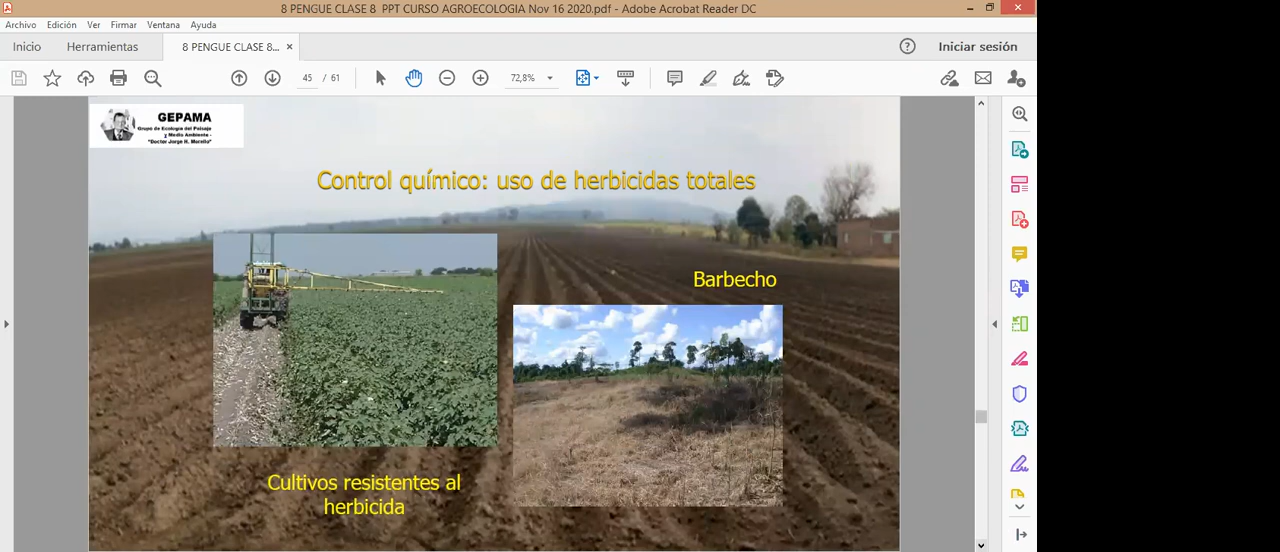 8 PENGUE CLASE 8 PPT CURSO AGROECOLOGIA Nov 16 2020.pdf - Adobe Acrobat Reader DC
Archivo Edición Ver Firmar Ventana Ayuda
Inicio Herramientas 8 PENGUE CLASE 8... × Iniciar sesión
45 / 61 72,8%
GEPAMA
Grupo de Ecología del Paisaje
y Medio Ambiente -
"Doctor Jorge H. Morello"
Control químico: uso de herbicidas totales
Barbecho
Cultivos resistentes al
herbicida